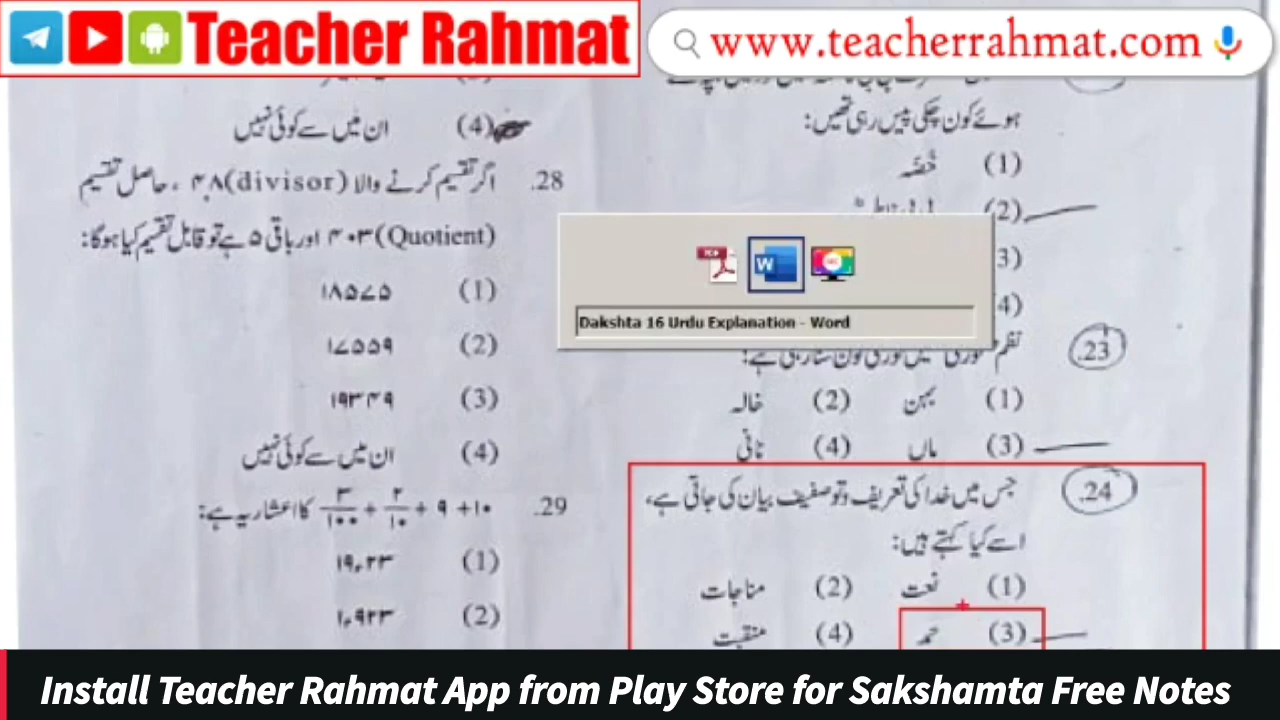 Teacher Rahmat
www.teacherrahmat.com
ہوئے کون چکی پیس رہی تھیں:
(1) حُفصَہ
(2)
3)
4)
Dakshta 16 Urdu Explanation - Word
.23
(1) بہن (2) خالہ
(3) ماں (4) نانی
.24 جس میں خدا کی تعریف وتوصفیف بیان کی جاتی ہے،
اسے کیا کہتے ہیں:
(1) نعت (2) مناجات
(3) حمد (4) منقبت
(4) ان میں سے کوئی نہیں
.28 اگر تقسیم کرنے والا (divisor) ۴۸، حاصل تقسیم
(Quotient) ۴۰۳ اور باقی ۵ ہے تو قابل تقسیم کیا ہوگا:
(1) ۱۸۵۷۵
(2) ۱۷۵۵۹
(3) ۱۹۳۴۹
(4) ان میں سے کوئی نہیں
.29 ۱۰+ ۹ + ۲/۱۰ + ۳/۱۰۰ کا اعشاریہ ہے:
(1) ۱۹.۲۳
(2) ۱.۹۲۳
Install Teacher Rahmat App from Play Store for Sakshamta Free Notes